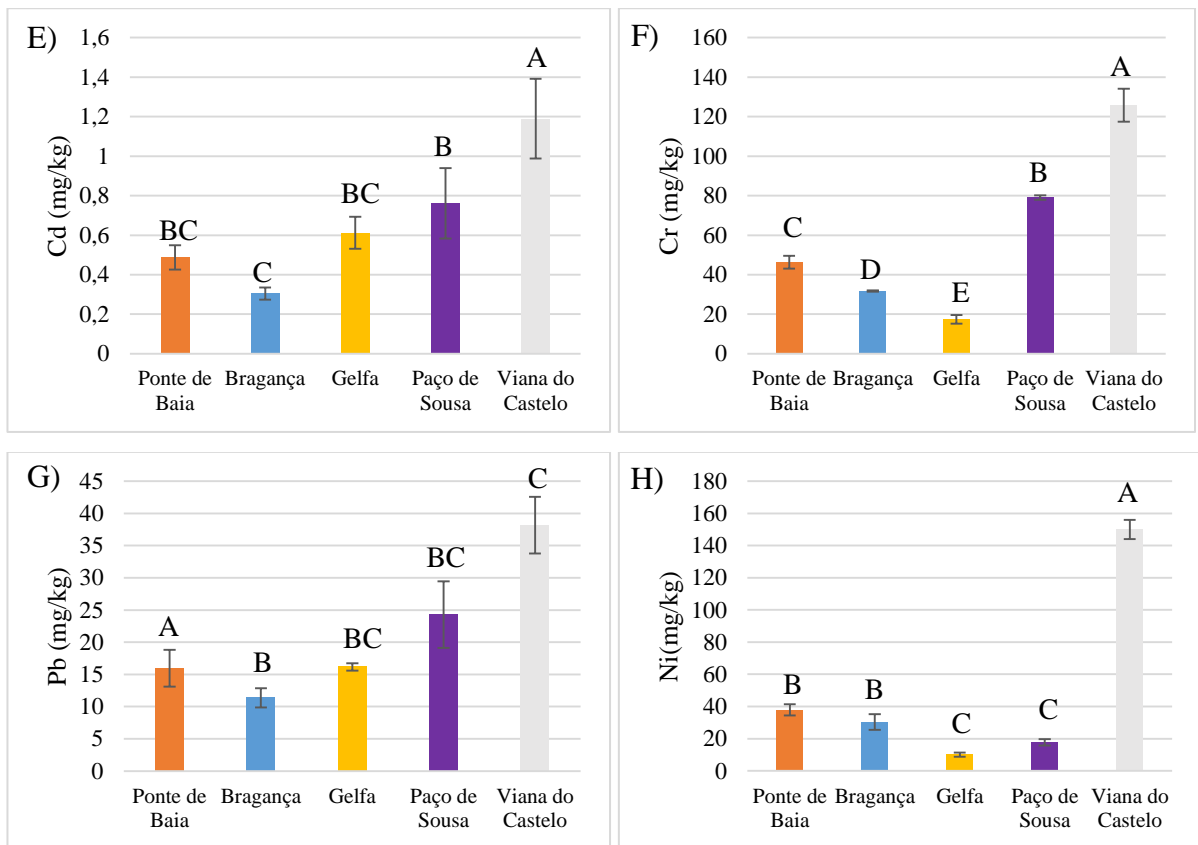 E)
Cd (mg/kg)
1,6
1,4
1,2
1
0,8
0,6
0,4
0,2
0
BC
C
BC
B
A
Ponte de
Baia
Bragança
Gelfa
Paço de
Sousa
Viana do
Castelo
F)
Cr (mg/kg)
160
140
120
100
80
60
40
20
0
C
D
E
B
A
Ponte de
Baia
Bragança
Gelfa
Paço de
Sousa
Viana do
Castelo
G)
Pb (mg/kg)
45
40
35
30
25
20
15
10
5
0
A
B
BC
BC
C
Ponte de
Baia
Bragança
Gelfa
Paço de
Sousa
Viana do
Castelo
H)
Ni(mg/kg)
180
160
140
120
100
80
60
40
20
0
B
B
C
C
A
Ponte de
Baia
Bragança
Gelfa
Paço de
Sousa
Viana do
Castelo